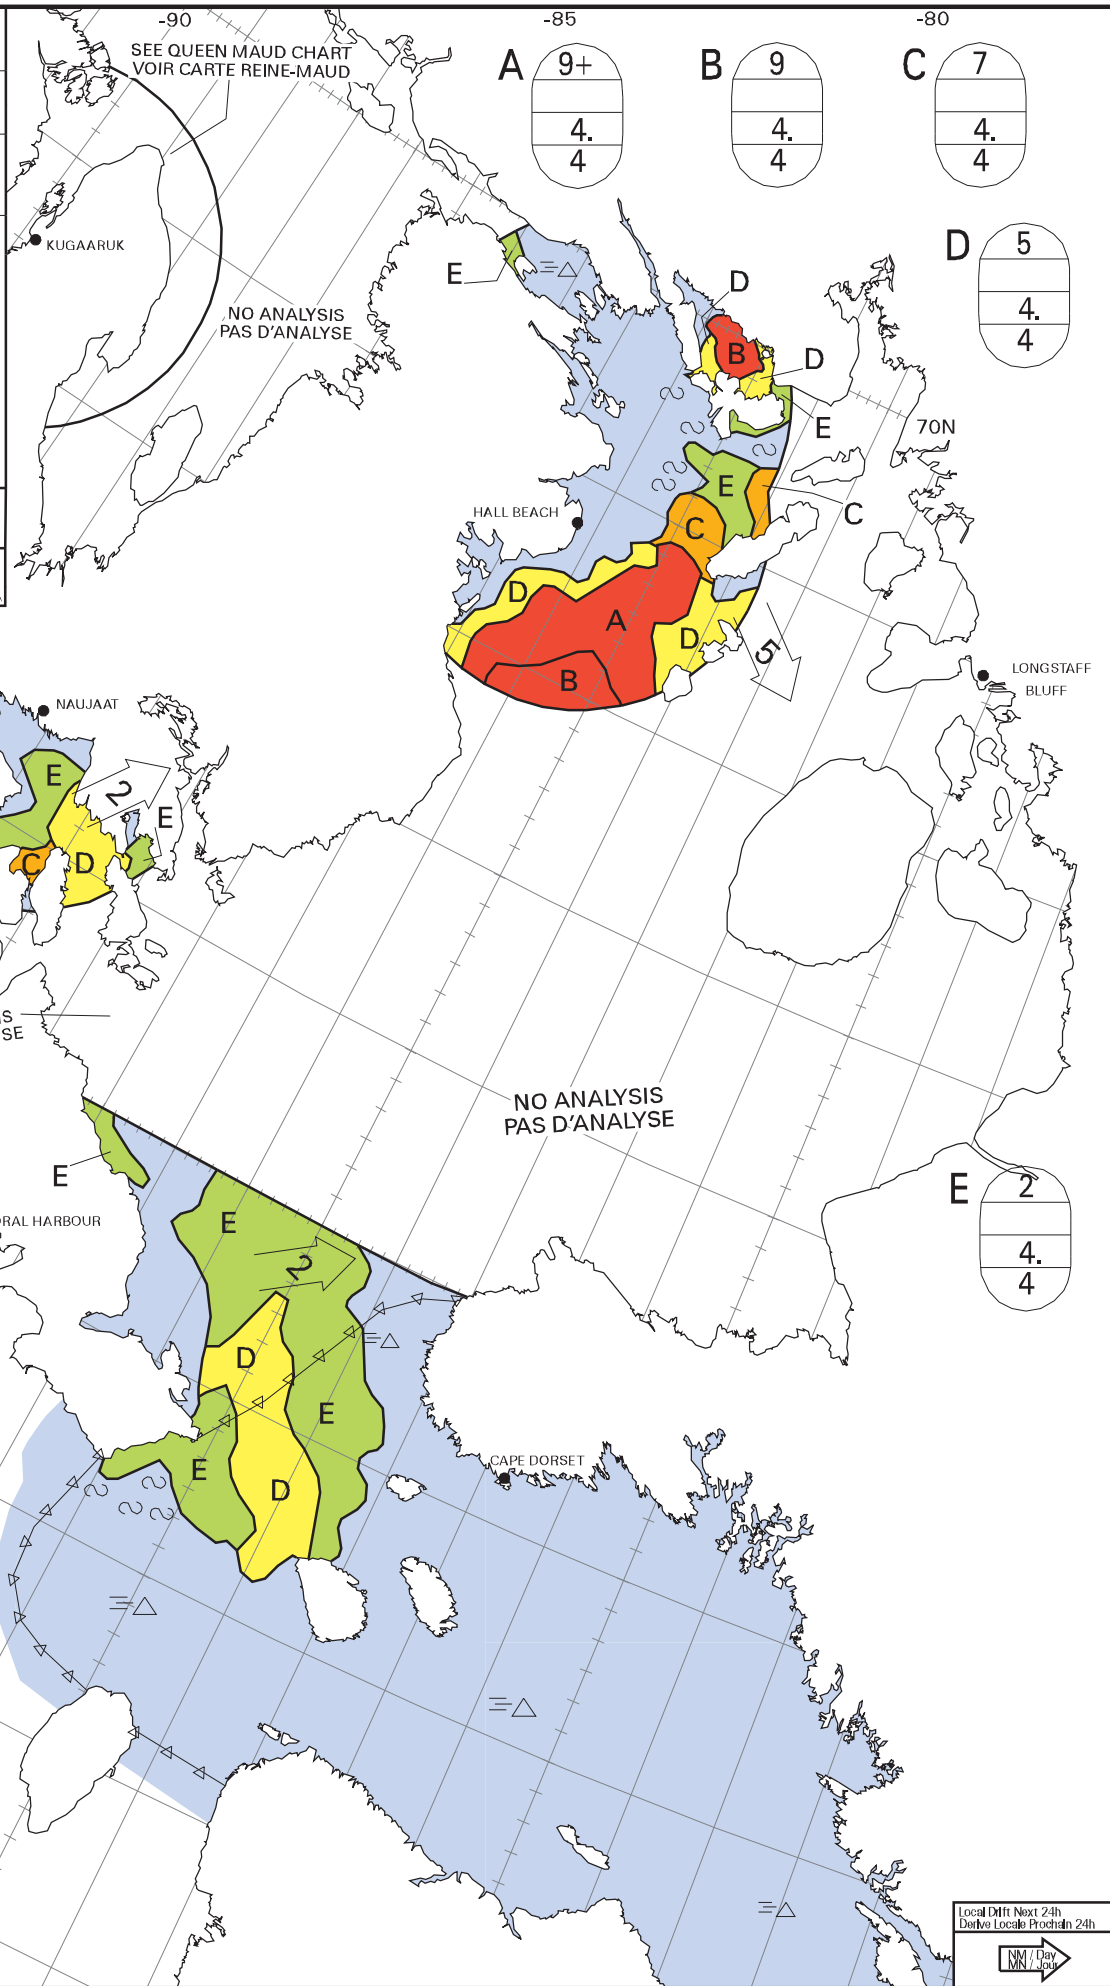 -90
-85
-80
SEE QUEEN MAUD CHART
VOIR CARTE REINE-MAUD
A
9+
4.
4
B
9
4.
4
C
7
4.
4
D
5
4.
4
KUGAARUK
NO ANALYSIS
PAS D'ANALYSE
E
D
B
D
E
70N
E
C
C
HALL BEACH
D
A
D
B
5
LONGSTAFF
BLUFF
NAUJAAT
E
2
E
C
D
SE
NO ANALYSIS
PAS D'ANALYSE
E
2
4.
4
E
RAL HARBOUR
E
2
D
E
E
D
CAPE DORSET
Local Drift Next 24h
Derive Locale Prochain 24h
NM / Day
MN / Jour